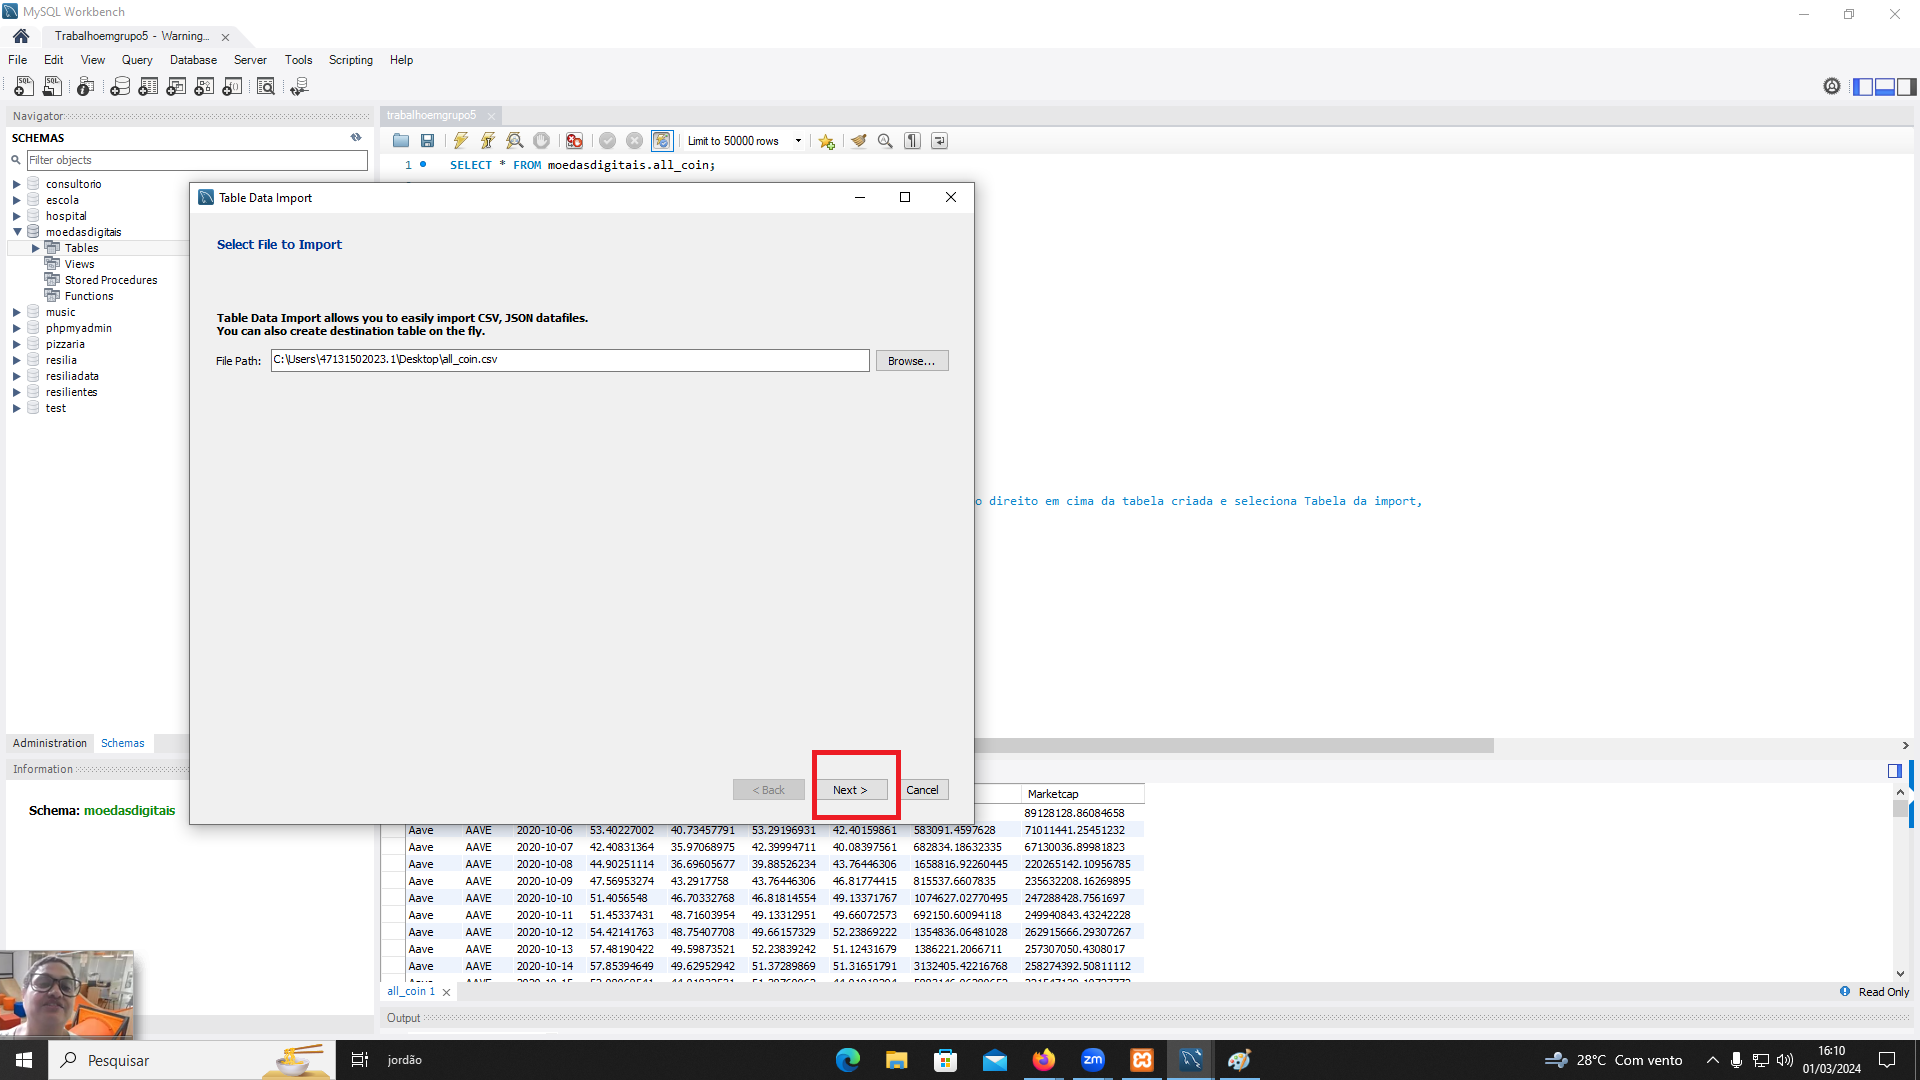 MySQL Workbench
Trabalhoemgrupo5 - Warning...
File Edit View Query Database Server Tools Scripting Help
Navigator
SCHEMAS
Filter objects
consultorio
escola
hospital
moedasdigitais
Tables
Views
Stored Procedures
Functions
music
phpmyadmin
pizzaria
resilia
resiliadata
resilientes
test
Administration Schemas
Information
Schema: moedasdigitais
trabalhoemgrupo5
Limit to 50000 rows
1 SELECT * FROM moedasdigitais.all_coin;
o direito em cima da tabela criada e seleciona Tabela da import,
Table Data Import
Select File to Import
Table Data Import allows you to easily import CSV, JSON datafiles.
You can also create destination table on the fly.
File Path: C:\Users\47131502023.1\Desktop\all_coin.csv Browse...
< Back Next > Cancel
Marketcap
89128128.86084658
Aave AAVE 2020-10-06 53.40227002 40.73457791 53.29196931 42.40159861 583091.4597628 71011441.25451232
Aave AAVE 2020-10-07 42.40831364 35.97068975 42.39994711 40.08397561 682834.18632335 67130036.89981823
Aave AAVE 2020-10-08 44.90251114 36.69605677 39.88526234 43.76446306 1658816.92260445 220265142.10956785
Aave AAVE 2020-10-09 47.56953274 43.2917758 43.76446306 46.81774415 815537.6607835 235632208.16269895
Aave AAVE 2020-10-10 51.4056548 46.70332768 46.81814554 49.13371767 1074627.02770495 247288428.7561697
Aave AAVE 2020-10-11 51.45337431 48.71603954 49.13312951 49.66072573 692150.60094118 249940843.43242228
Aave AAVE 2020-10-12 54.42141763 48.75407708 49.66157329 52.23869222 1354836.06481028 262915666.29307267
Aave AAVE 2020-10-13 57.48190422 49.59873521 52.23839242 51.12431679 1386221.2066711 257307050.4308017
Aave AAVE 2020-10-14 57.85394649 49.62952942 51.37289869 51.31651791 3132405.42216768 258274392.50811112
all_coin 1
Read Only
Output
Pesquisar
jordão
28°C Com vento
16:10
01/03/2024